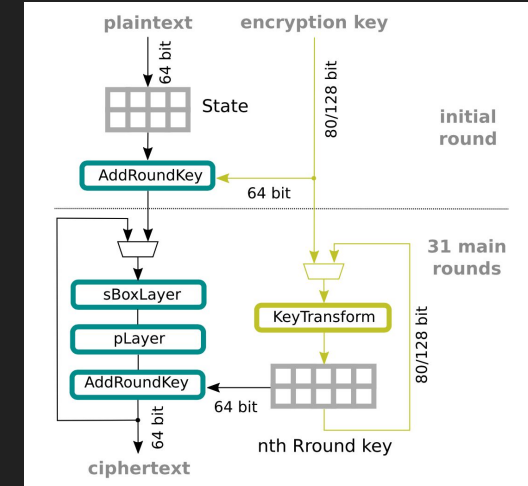 plaintext
encryption key
64 bit
80/128 bit
State
initial
round
AddRoundKey
64 bit
31 main
rounds
sBoxLayer
KeyTransform
pLayer
80/128 bit
AddRoundKey
64 bit
64 bit
nth Rround key
ciphertext